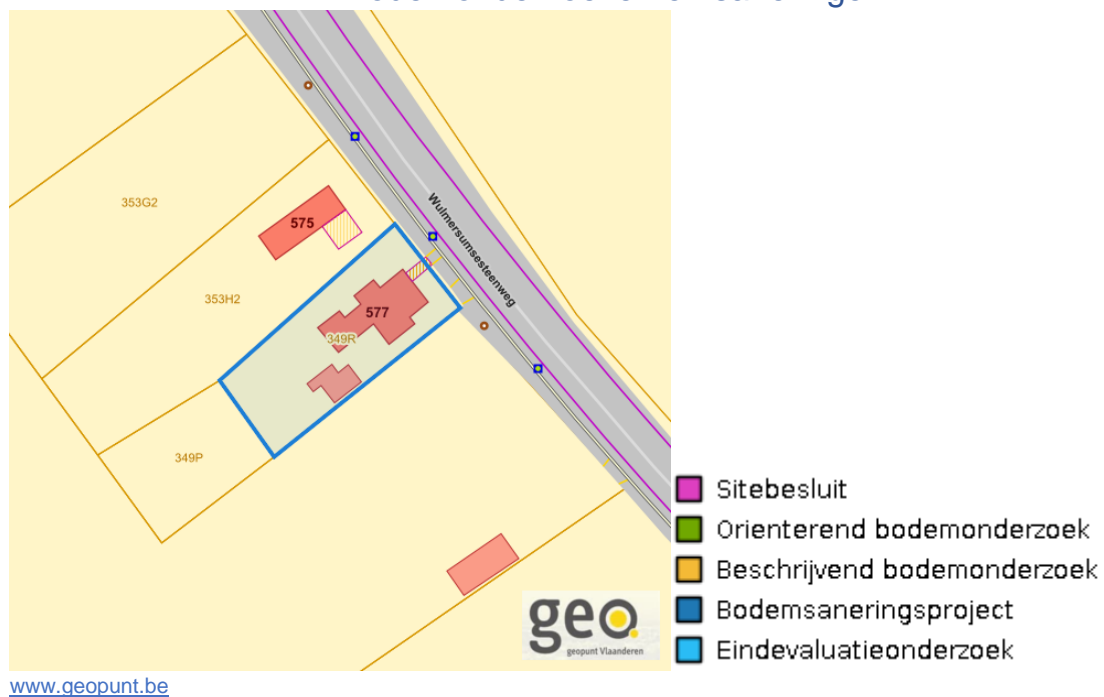 353G2
575
Wulmersumsesteenweg
353H2
577
349R
349P
geo
geopunt Vlaanderen
Sitebesluit
Orienterend bodemonderzoek
Beschrijvend bodemonderzoek
Bodemsaneringsproject
Eindevaluatieonderzoek
www.geopunt.be